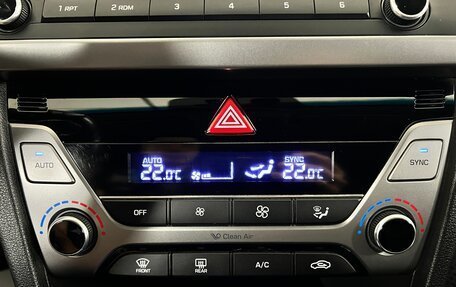 1 RPT 2 RDM 3 4 5 6
AUTO SYNC
22.0°C 22.0°C
AUTO SYNC
OFF
Clean Air
FRONT REAR A/C